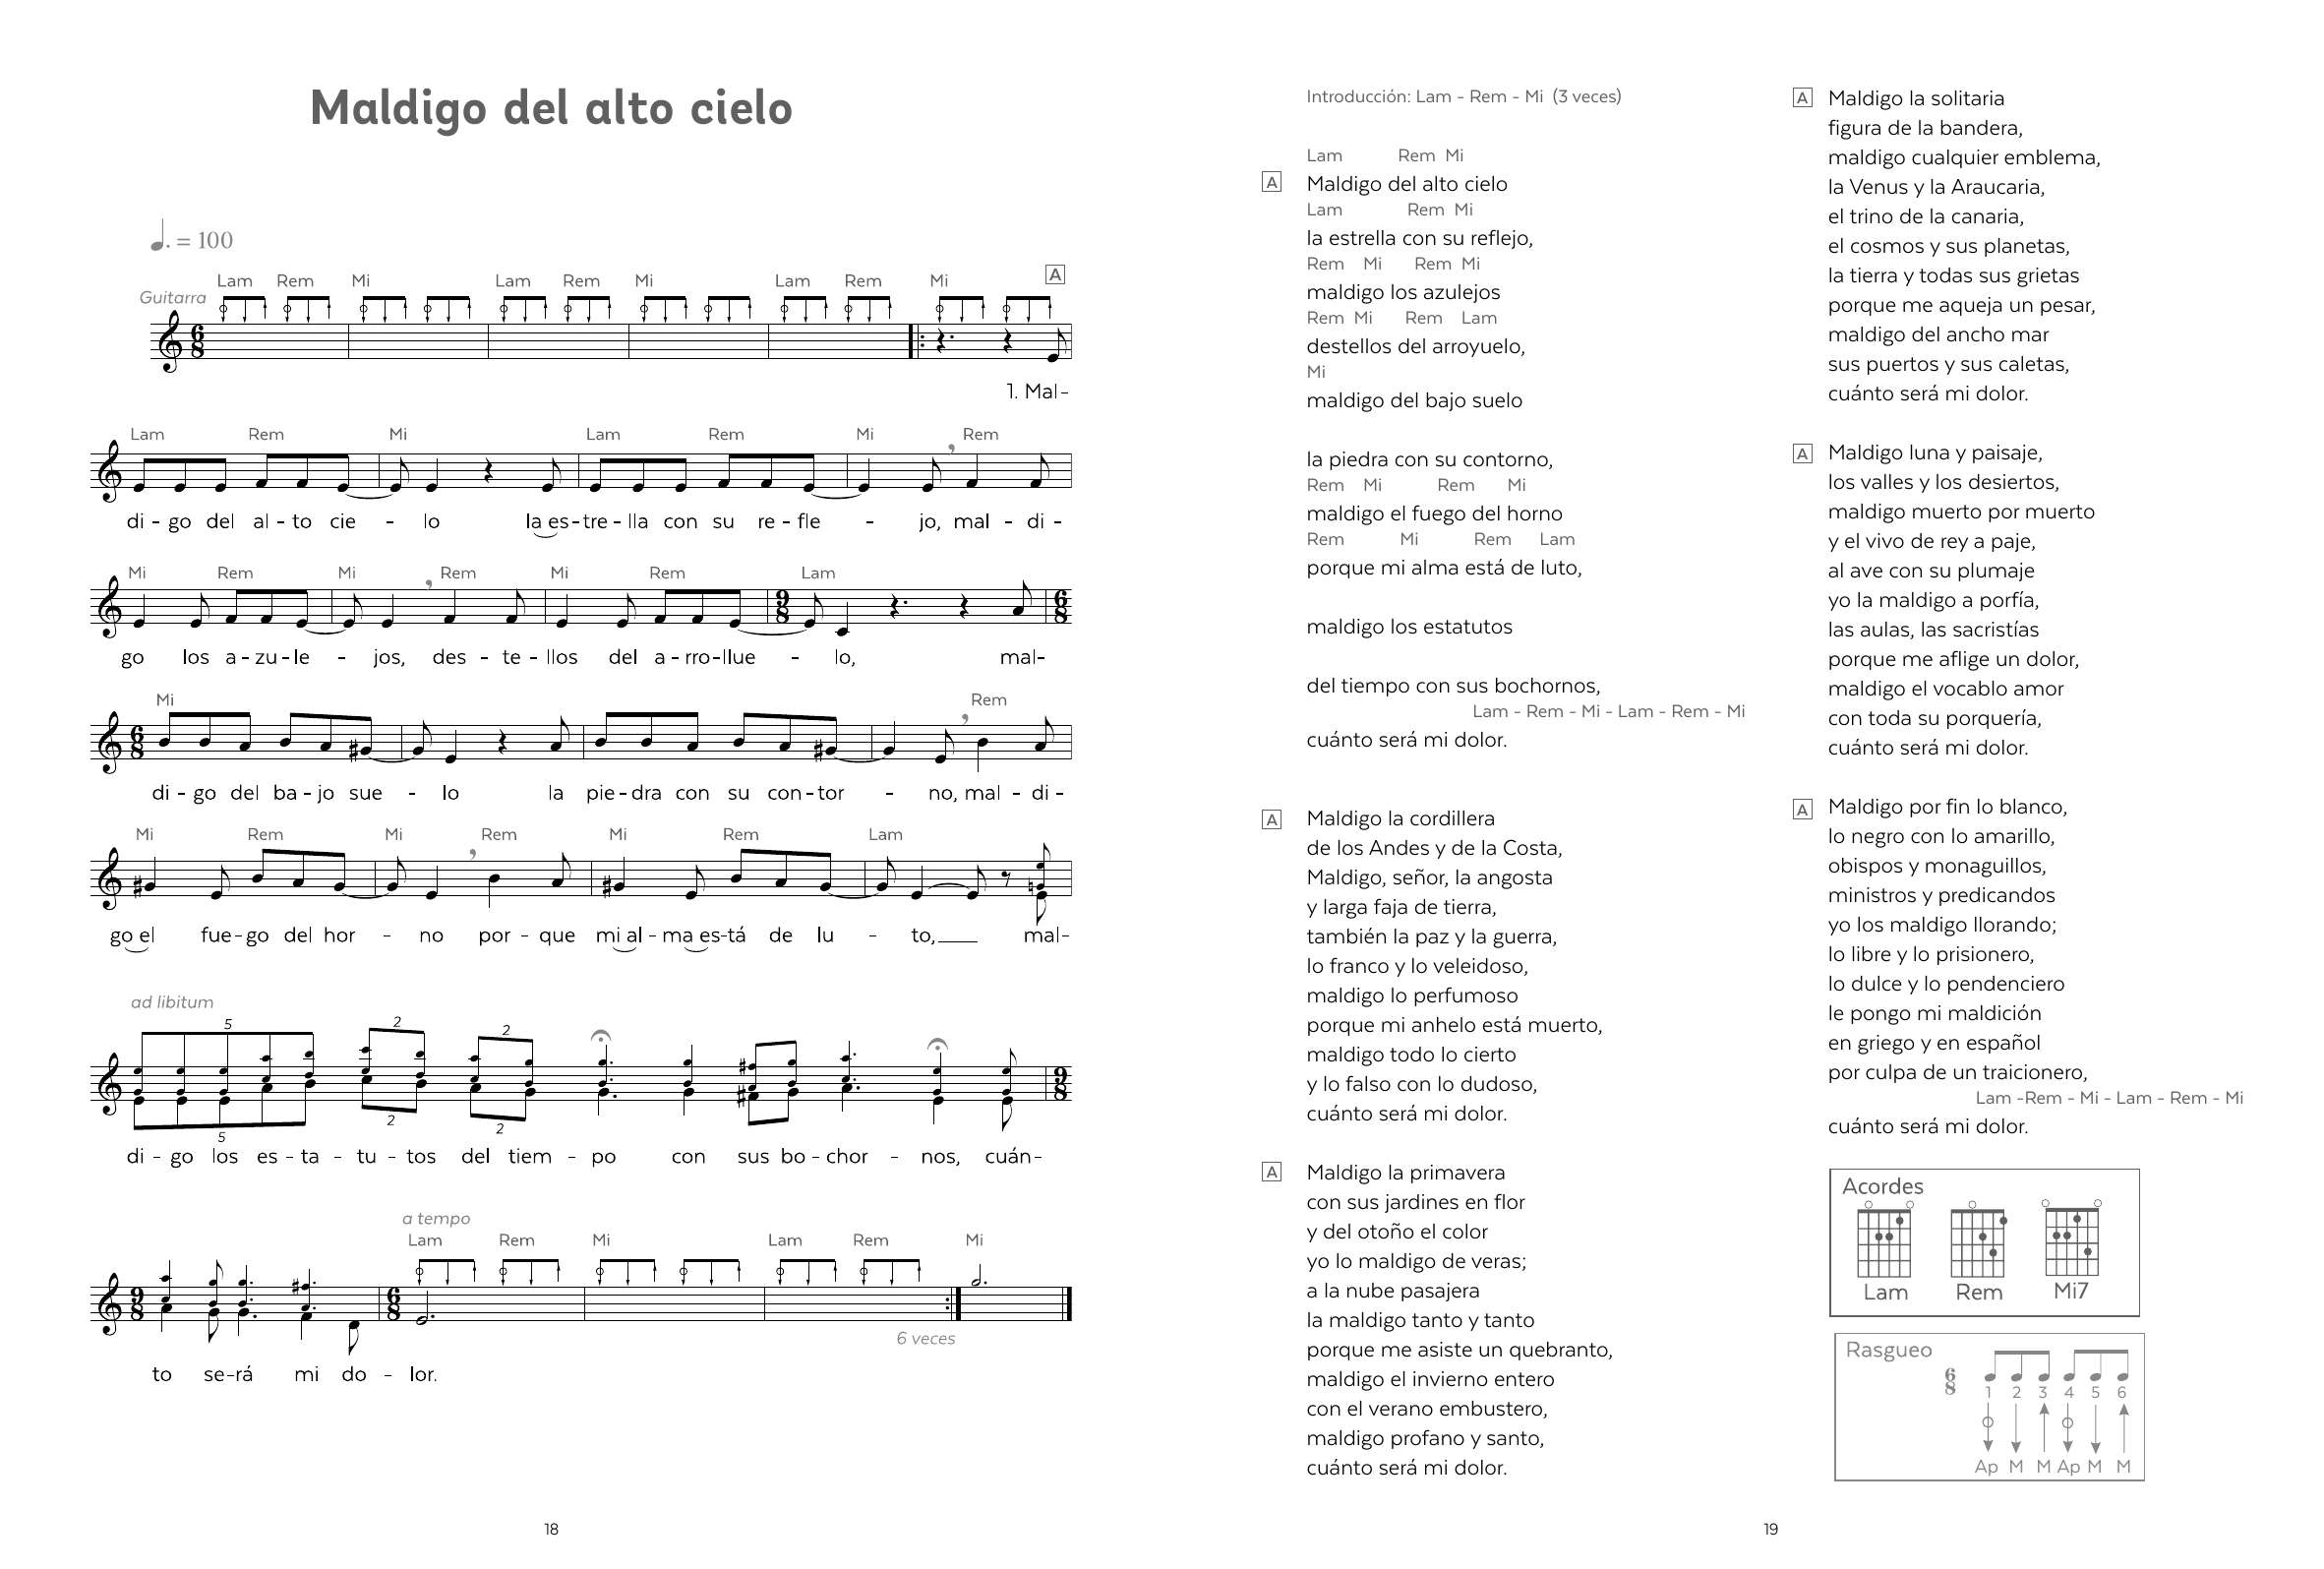 Maldigo del alto cielo
= 100
Lam Rem Mi Lam Rem Mi Lam Rem Mi A
Guitarra
6 8
1. Mal-
Lam Rem Mi Lam Rem Mi Rem
di - go del al - to cie - lo la es - tre - lla con su re - fle - jo, mal - di -
Mi Rem Mi Rem Mi Rem Lam
9 8 6 8
go los a - zu - le - jos, des - te - llos del a - rro - llue - lo, mal-
Mi Rem
6 8
di - go del ba - jo sue - lo la pie - dra con su con - tor - no, mal - di -
Mi Rem Mi Rem Mi Rem Lam
go el fue - go del hor - no por - que mi al - ma es - tá de lu - to, mal-
ad libitum
5 2 2
9 8
5 2 2
di - go los es - ta - tu - tos del tiem - po con sus bo - chor - nos, cuán -
a tempo
Lam Rem Mi Lam Rem Mi
9 8 6 8
6 veces
to se - rá mi do - lor.
18
Introducción: Lam - Rem - Mi (3 veces)
Lam Rem Mi
A Maldigo del alto cielo
Lam Rem Mi
la estrella con su reflejo,
Rem Mi Rem Mi
maldigo los azulejos
Rem Mi Rem Lam
destellos del arroyuelo,
Mi
maldigo del bajo suelo
la piedra con su contorno,
Rem Mi Rem Mi
maldigo el fuego del horno
Rem Mi Rem Lam
porque mi alma está de luto,
maldigo los estatutos
del tiempo con sus bochornos,
Lam - Rem - Mi - Lam - Rem - Mi
cuánto será mi dolor.
A Maldigo la cordillera
de los Andes y de la Costa,
Maldigo, señor, la angosta
y larga faja de tierra,
también la paz y la guerra,
lo franco y lo veleidoso,
maldigo lo perfumoso
porque mi anhelo está muerto,
maldigo todo lo cierto
y lo falso con lo dudoso,
cuánto será mi dolor.
A Maldigo la primavera
con sus jardines en flor
y del otoño el color
yo lo maldigo de veras;
a la nube pasajera
la maldigo tanto y tanto
porque me asiste un quebranto,
maldigo el invierno entero
con el verano embustero,
maldigo profano y santo,
cuánto será mi dolor.
A Maldigo la solitaria
figura de la bandera,
maldigo cualquier emblema,
la Venus y la Araucaria,
el trino de la canaria,
el cosmos y sus planetas,
la tierra y todas sus grietas
porque me aqueja un pesar,
maldigo del ancho mar
sus puertos y sus caletas,
cuánto será mi dolor.
A Maldigo luna y paisaje,
los valles y los desiertos,
maldigo muerto por muerto
y el vivo de rey a paje,
al ave con su plumaje
yo la maldigo a porfía,
las aulas, las sacristías
porque me aflige un dolor,
maldigo el vocablo amor
con toda su porquería,
cuánto será mi dolor.
A Maldigo por fin lo blanco,
lo negro con lo amarillo,
obispos y monaguillos,
ministros y predicandos
yo los maldigo llorando;
lo libre y lo prisionero,
lo dulce y lo pendenciero
le pongo mi maldición
en griego y en español
por culpa de un traicionero,
Lam -Rem - Mi - Lam - Rem - Mi
cuánto será mi dolor.
Acordes
Lam Rem Mi7
Rasgueo
6 8
1 2 3 4 5 6
Ap M M Ap M M
19